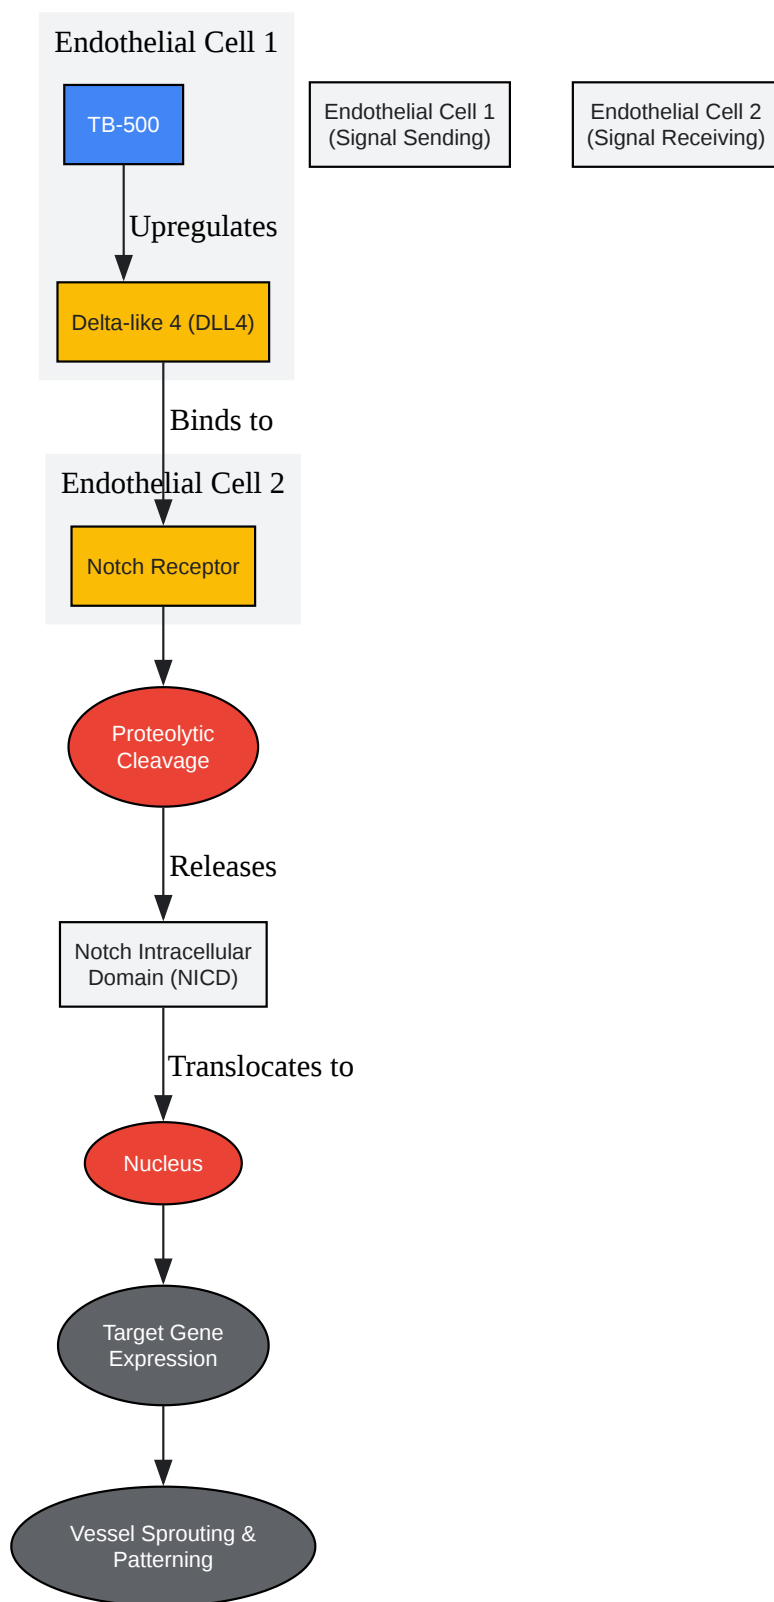 Endothelial Cell 1
TB-500
Endothelial Cell 1
(Signal Sending)
Endothelial Cell 2
(Signal Receiving)
Upregulates
Delta-like 4 (DLL4)
Binds to
Endothelial Cell 2
Notch Receptor
Proteolytic
Cleavage
Releases
Notch Intracellular
Domain (NICD)
Translocates to
Nucleus
Target Gene
Expression
Vessel Sprouting &
Patterning